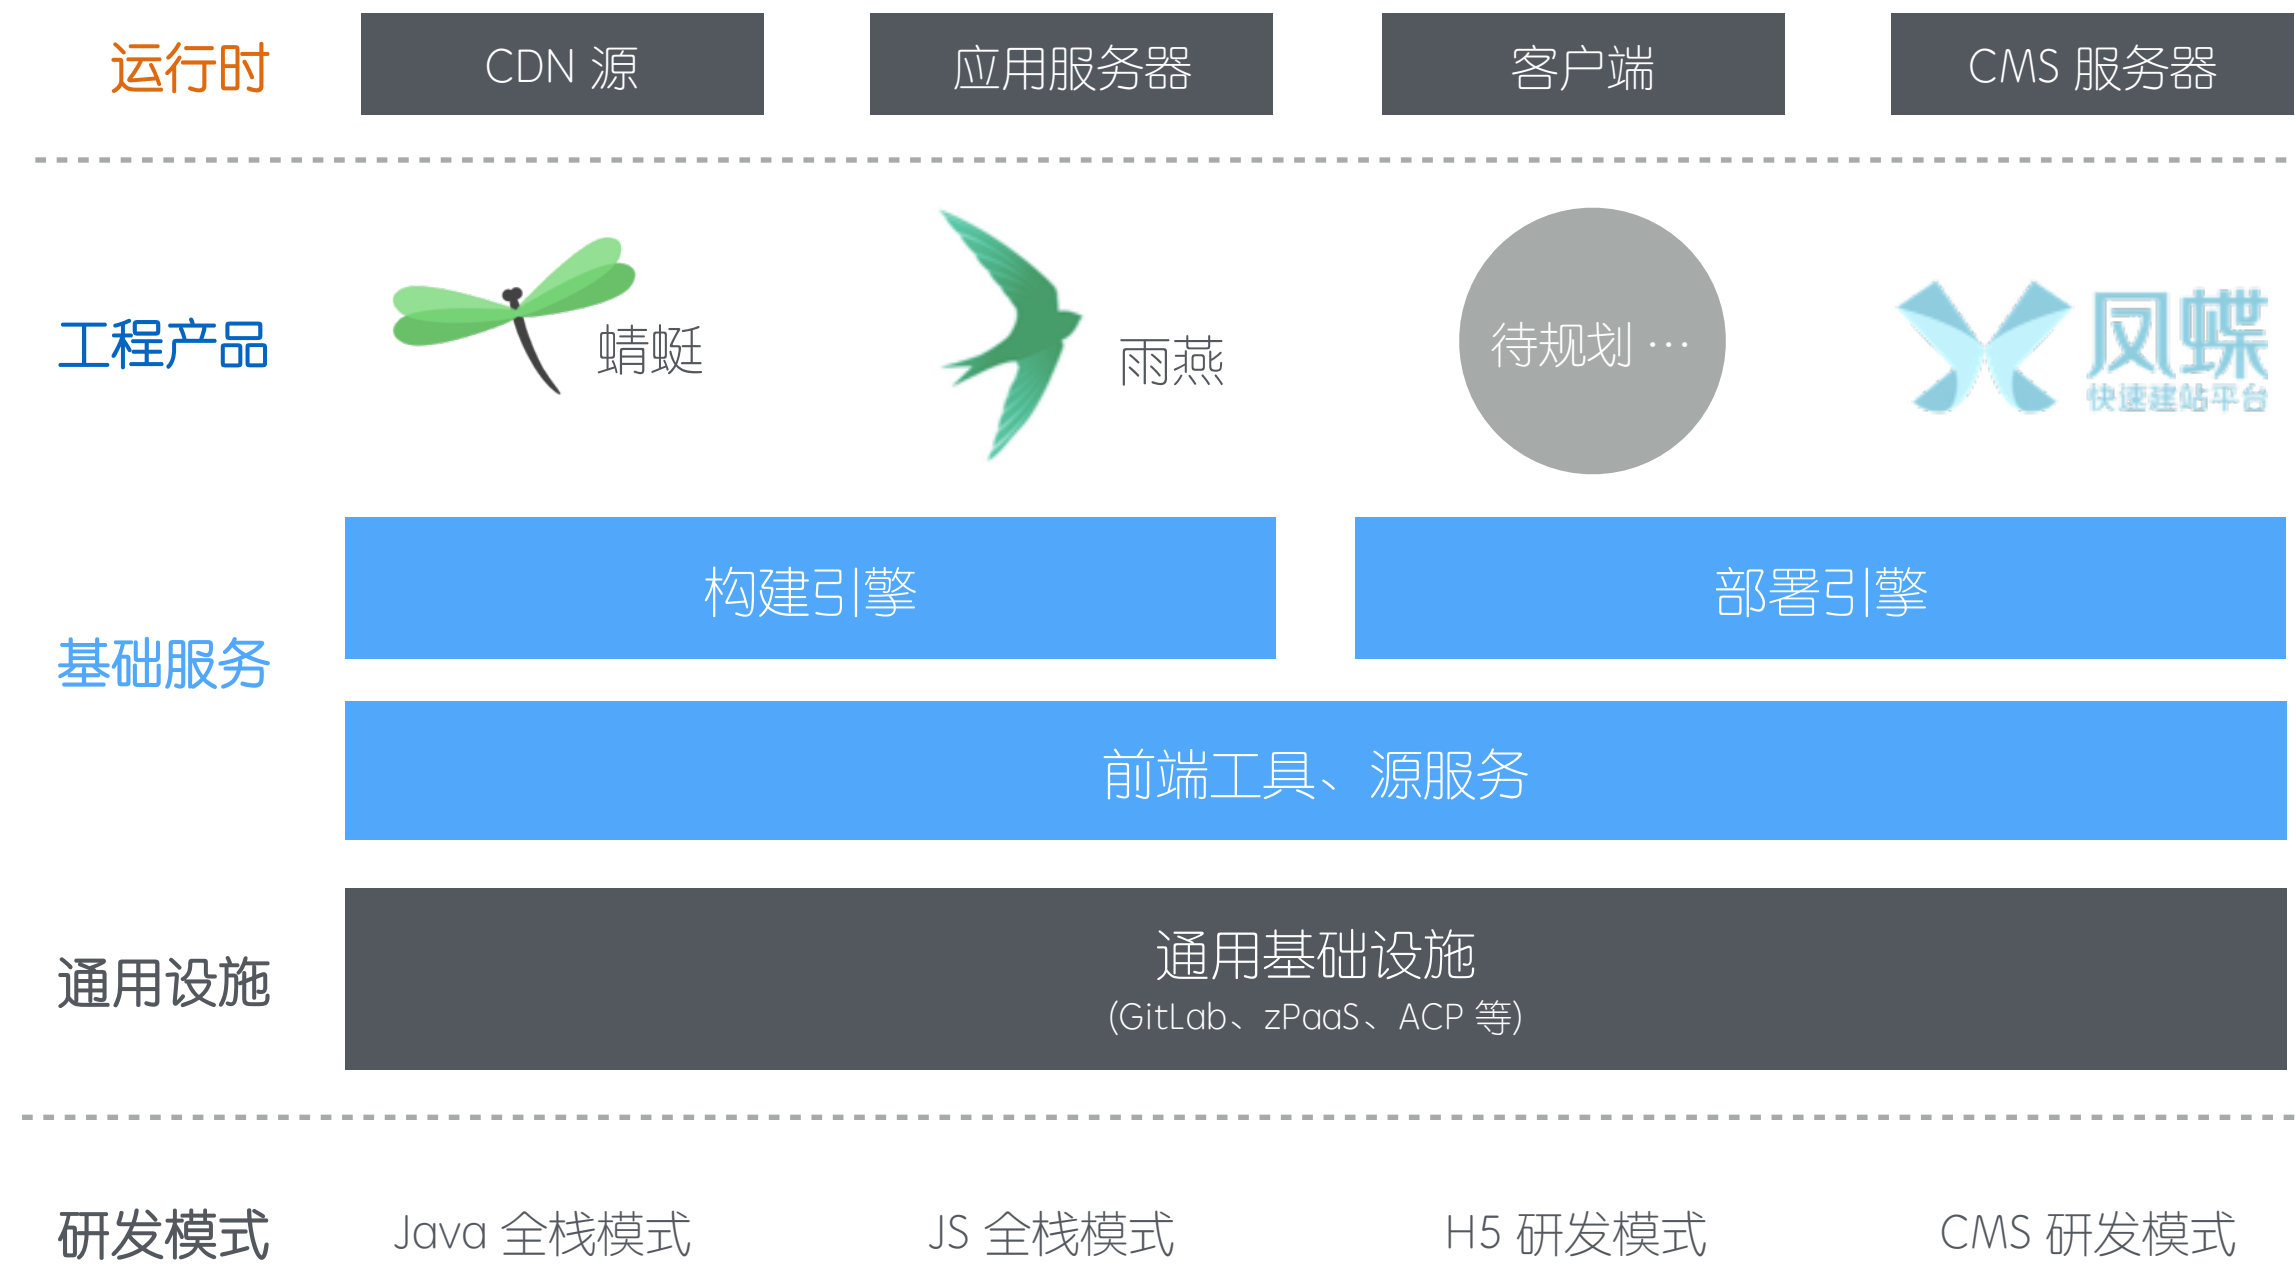 运行时
CDN 源
应用服务器
客户端
CMS 服务器
工程产品
蜻蜓
雨燕
待规划 ···
凤蝶
快速建站平台
基础服务
构建引擎
部署引擎
前端工具、源服务
通用设施
通用基础设施
(GitLab、zPaaS、ACP 等)
研发模式
Java 全栈模式
JS 全栈模式
H5 研发模式
CMS 研发模式